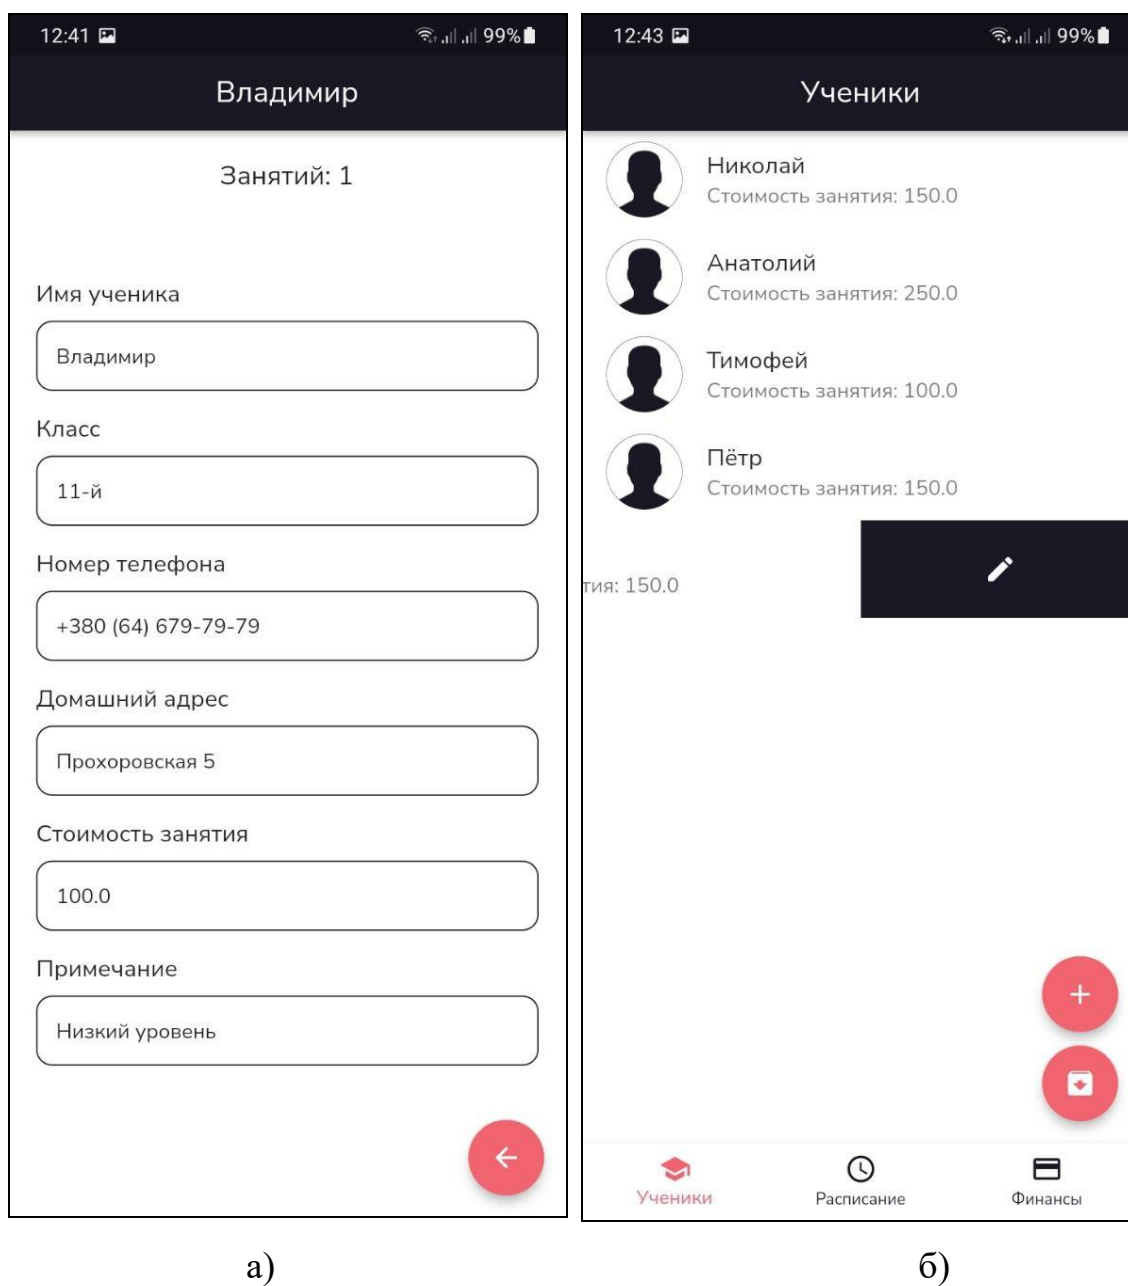 12:41
99%
Владимир
Занятий: 1
Имя ученика
Владимир
Класс
11-й
Номер телефона
+380 (64) 679-79-79
Домашний адрес
Прохоровская 5
Стоимость занятия
100.0
Примечание
Низкий уровень
а)
12:43
99%
Ученики
Николай
Стоимость занятия: 150.0
Анатолий
Стоимость занятия: 250.0
Тимофей
Стоимость занятия: 100.0
Пётр
Стоимость занятия: 150.0
тия: 150.0
Ученики
Расписание
Финансы
б)